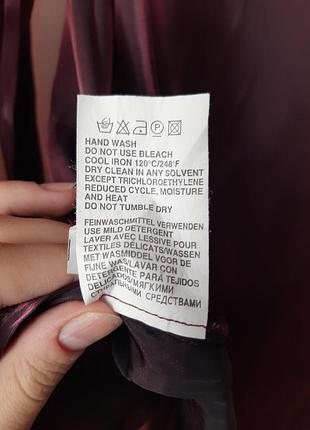 HAND WASH
DO NOT USE BLEACH
COOL IRON 120°C/248°F
DRY CLEAN IN ANY SOLVENT
EXCEPT TRICHLOROETHYLENE
REDUCED CYCLE, MOISTURE
AND HEAT
DO NOT TUMBLE DRY
FEINWASCHMITTEL VERWENDEN
USE MILD DETERGENT
LAVER AVEC LESSIVE POUR
TEXTILES DÉLICATS/WASSEN
MET WASMIDDEL VOOR DE
FIJNE WAS/LAVAR CON
DETERGENTE PARA TEJIDOS
МЯГКИМИ
СРЕДСТВАМИ